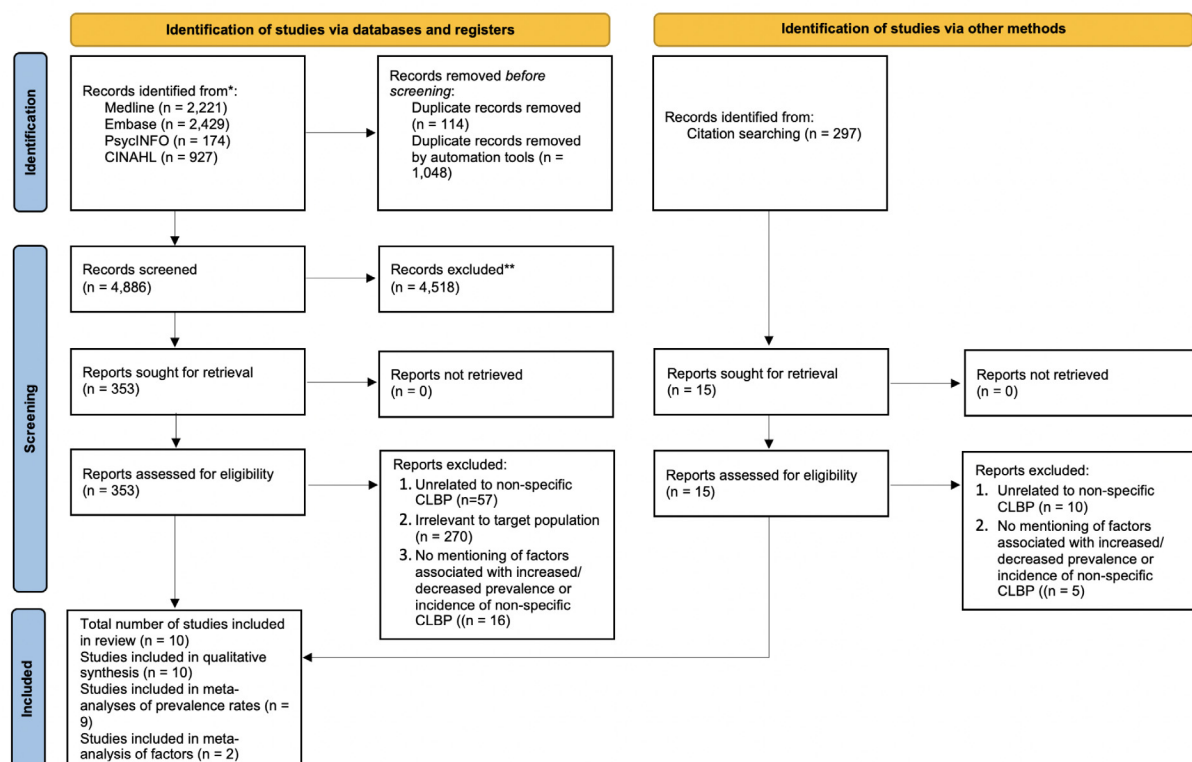 Identification of studies via databases and registers
Identification of studies via other methods
Identification
Records identified from*:
Medline (n = 2,221)
Embase (n = 2,429)
PsycINFO (n = 174)
CINAHL (n = 927)
Records removed before
screening:
Duplicate records removed
(n = 114)
Duplicate records removed
by automation tools (n =
1,048)
Records identified from:
Citation searching (n = 297)
Screening
Records screened
(n = 4,886)
Records excluded**
(n = 4,518)
Reports sought for retrieval
(n = 353)
Reports not retrieved
(n = 0)
Reports sought for retrieval
(n = 15)
Reports not retrieved
(n = 0)
Reports assessed for eligibility
(n = 353)
Reports excluded:
1. Unrelated to non-specific
CLBP (n=57)
2. Irrelevant to target population
(n = 270)
3. No mentioning of factors
associated with increased/
decreased prevalence or
incidence of non-specific
CLBP ((n = 16)
Reports assessed for eligibility
(n = 15)
Reports excluded:
1. Unrelated to non-specific
CLBP (n = 10)
2. No mentioning of factors
associated with increased/
decreased prevalence or
incidence of non-specific
CLBP ((n = 5)
Included
Total number of studies included
in review (n = 10)
Studies included in qualitative
synthesis (n = 10)
Studies included in meta-
analyses of prevalence rates (n =
9)
Studies included in meta-
analysis of factors (n = 2)